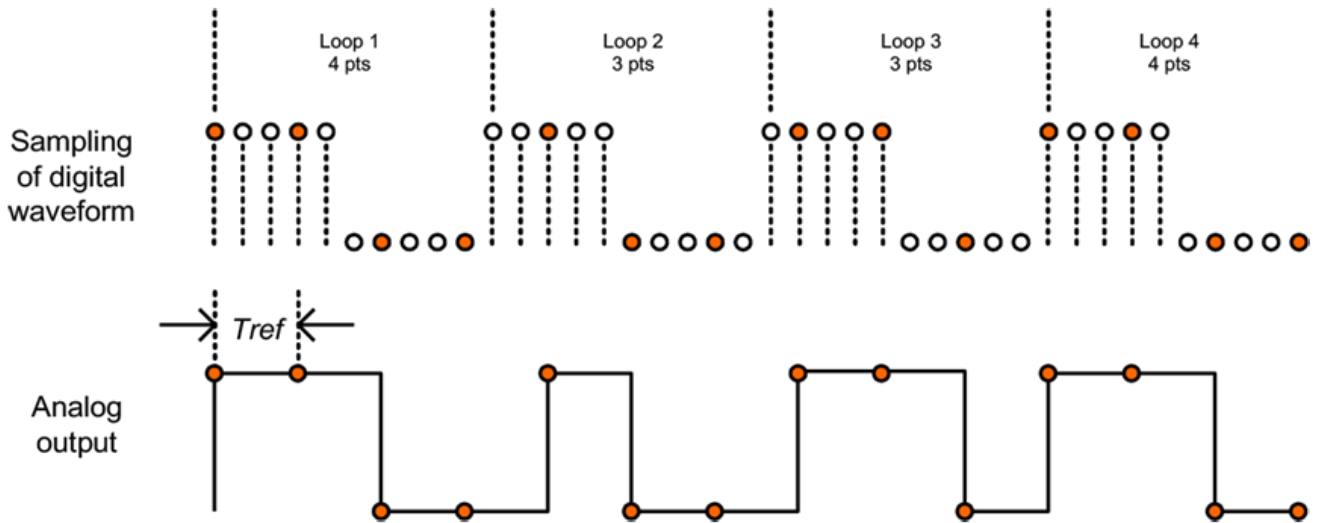 Loop 1
4 pts
Loop 2
3 pts
Loop 3
3 pts
Loop 4
4 pts
Sampling
of digital
waveform
Tref
Analog
output